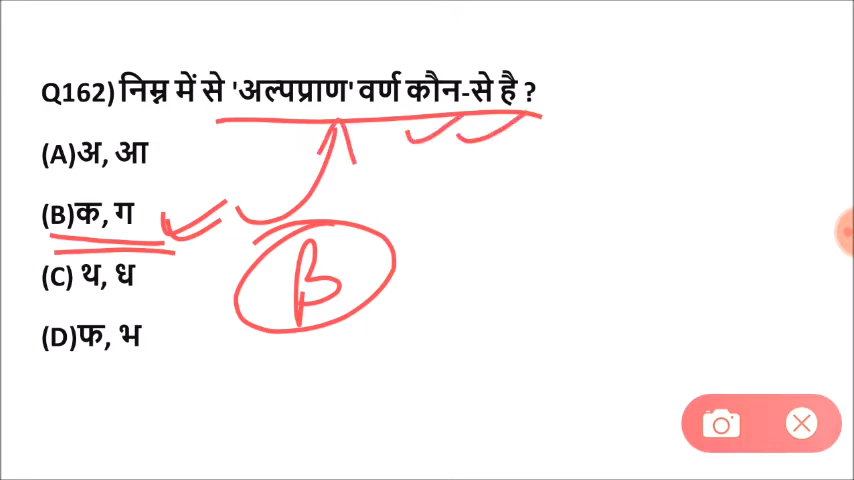 Q162) निम्न में से 'अल्पप्राण' वर्ण कौन-से है ?
(A)अ, आ
(B)क, ग
B
(C) थ, ध
(D)फ, भ